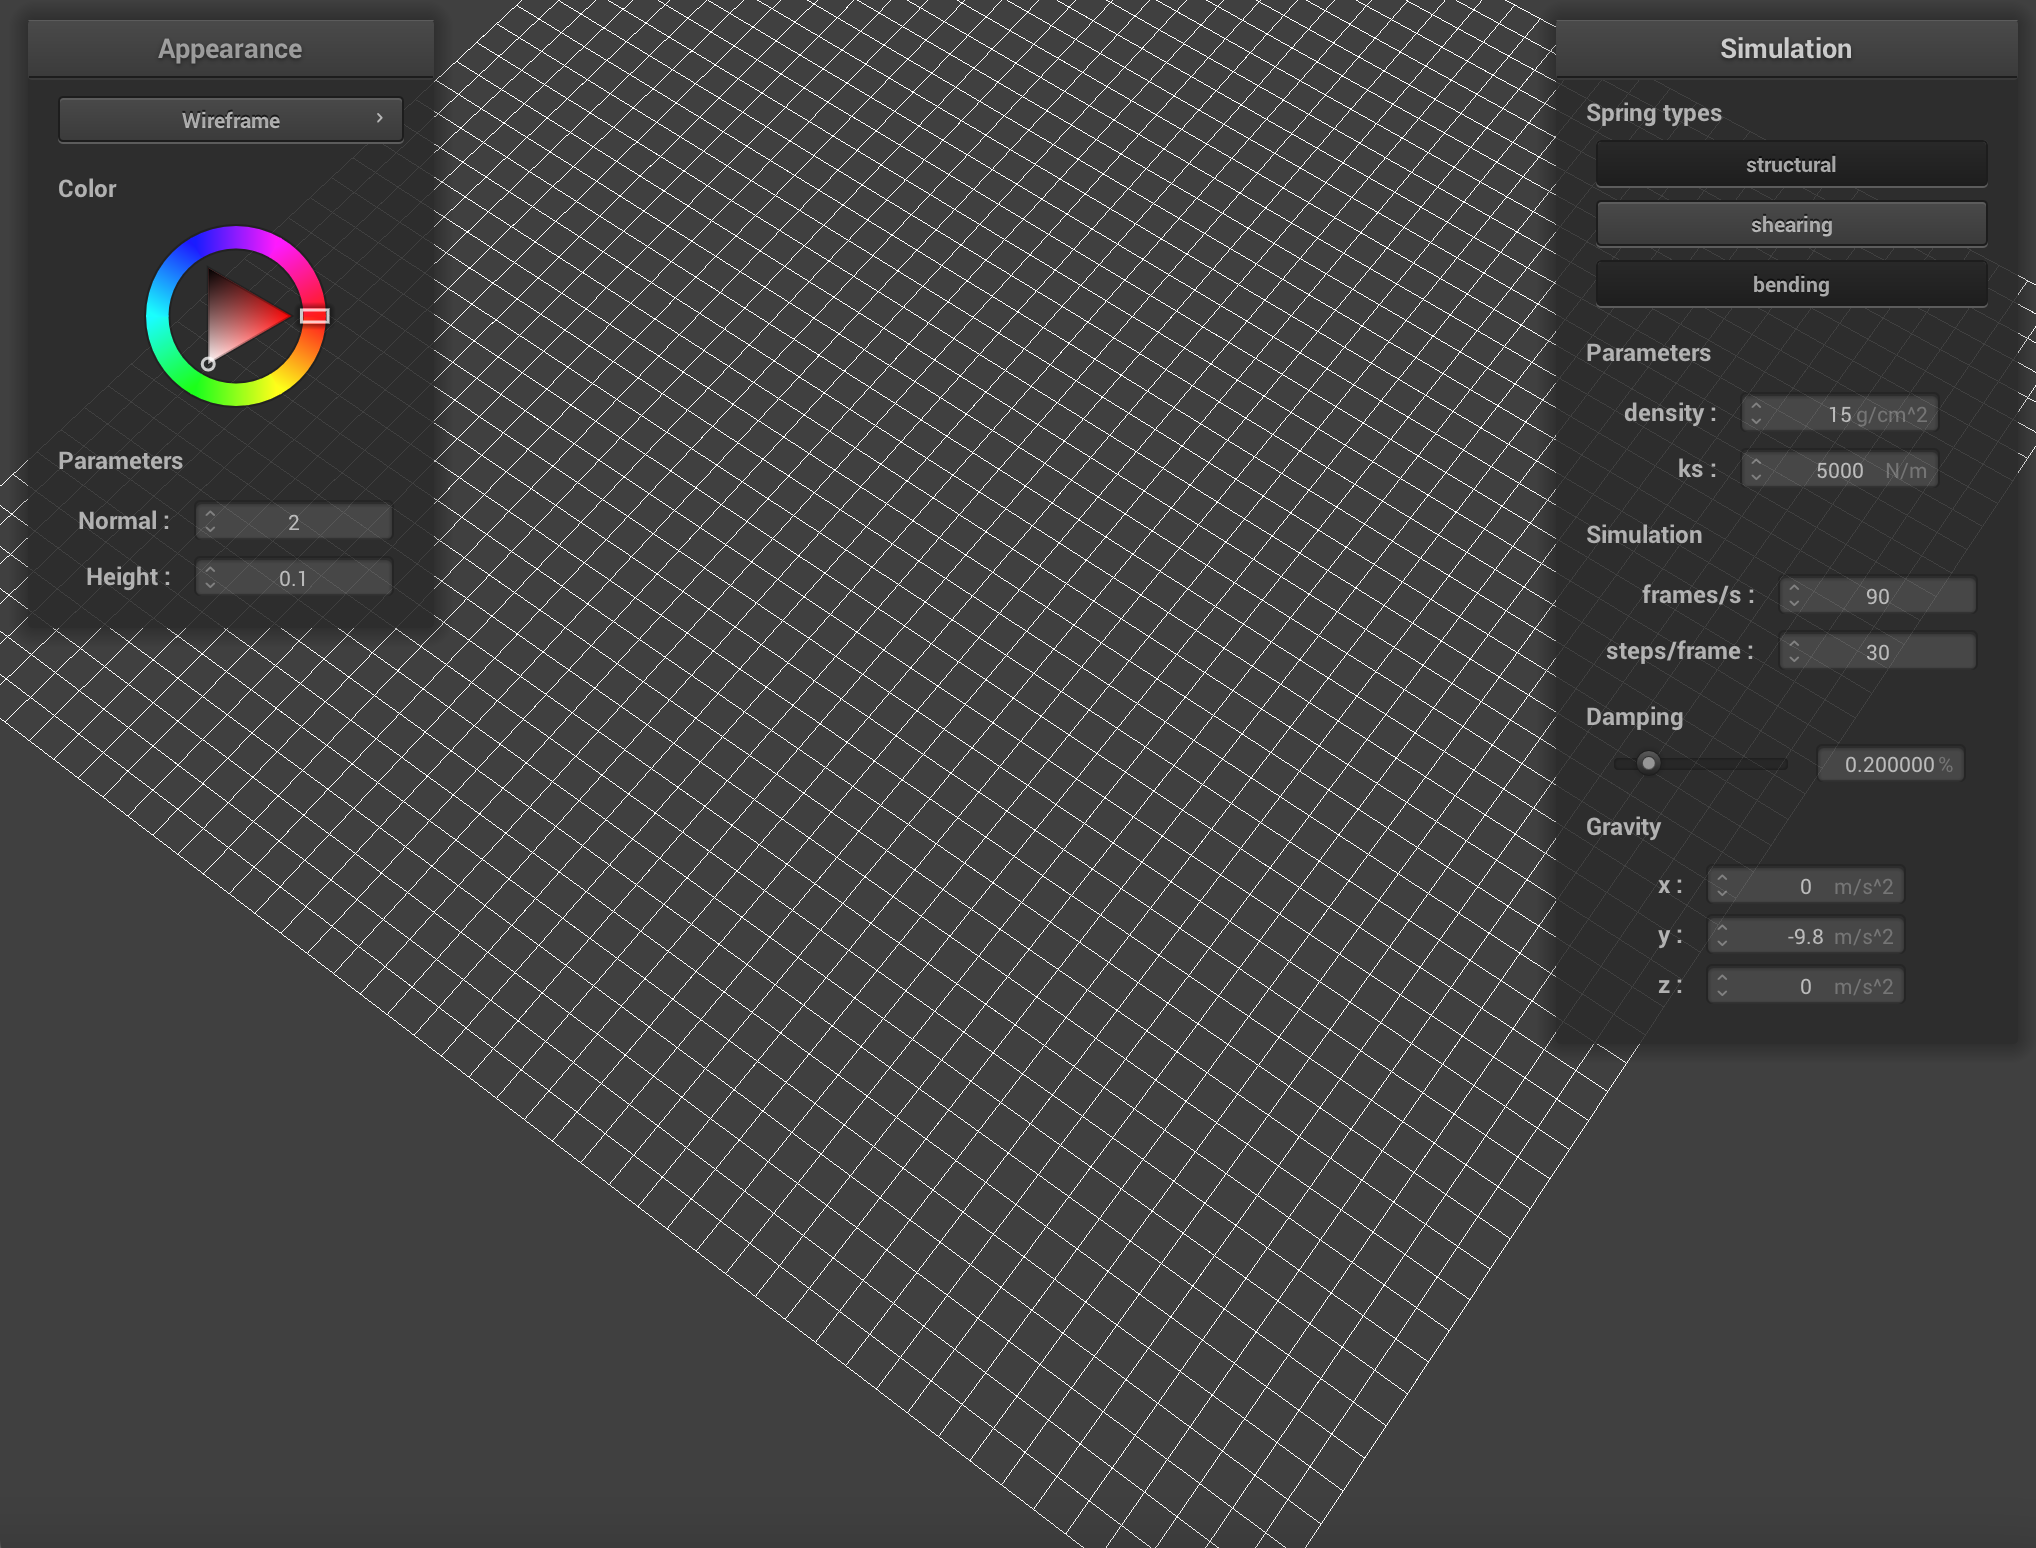 Appearance
Wireframe
Color
Parameters
Normal : 2
Height : 0.1
Simulation
Spring types
structural
shearing
bending
Parameters
density : 15 g/cm^2
ks : 5000 N/m
Simulation
frames/s : 90
steps/frame : 30
Damping
0.200000 %
Gravity
x : 0 m/s^2
y : -9.8 m/s^2
z : 0 m/s^2